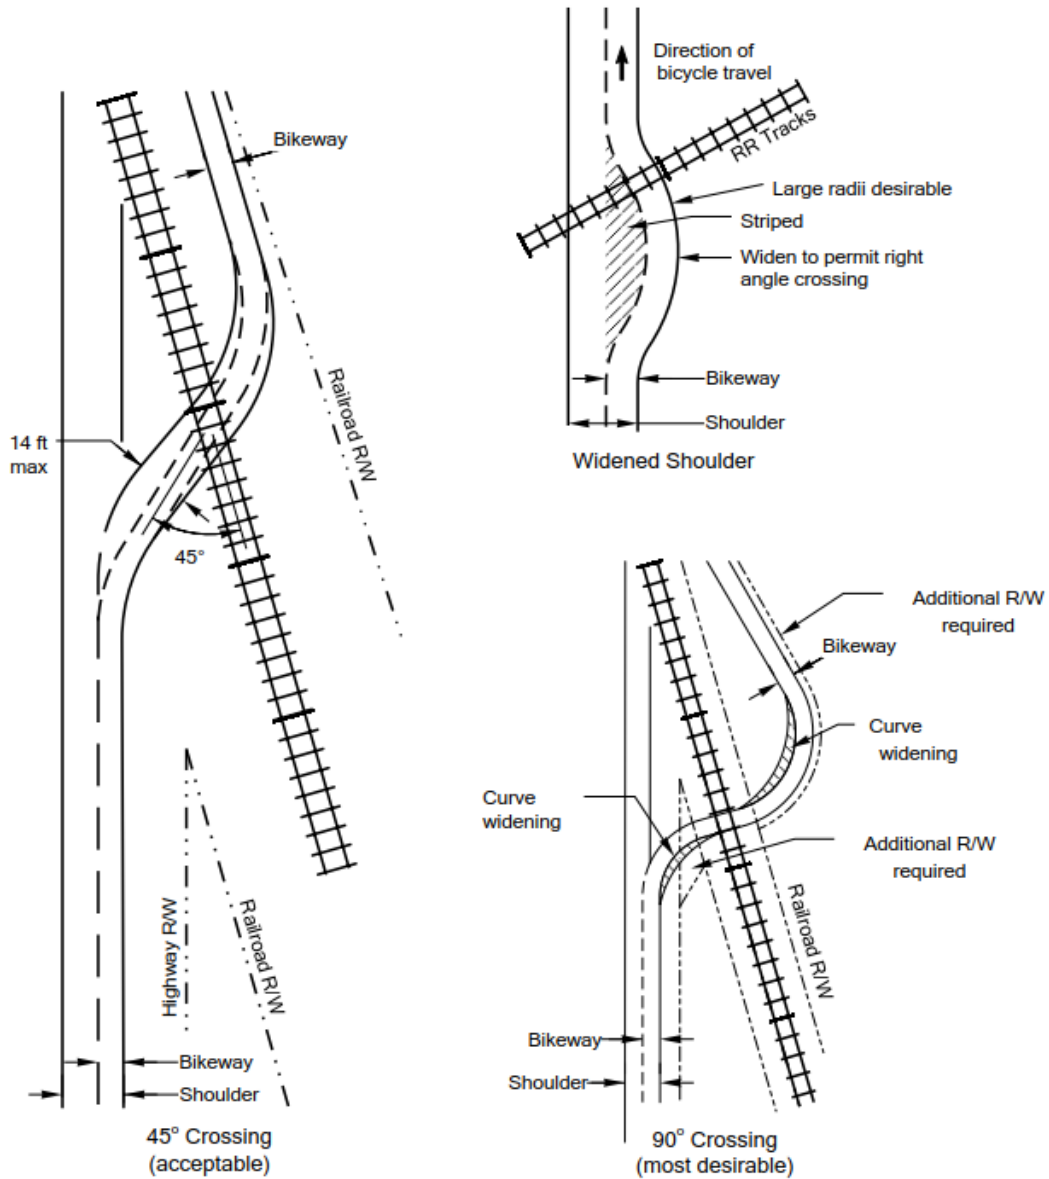 Bikeway
14 ft
max
45°
Railroad R/W
Highway R/W
Railroad R/W
Bikeway
Shoulder
45° Crossing
(acceptable)
Direction of
bicycle travel
RR Tracks
Large radii desirable
Striped
Widen to permit right
angle crossing
Bikeway
Shoulder
Widened Shoulder
Additional R/W
required
Bikeway
Curve
widening
Curve
widening
Additional R/W
required
Railroad R/W
Bikeway
Shoulder
90° Crossing
(most desirable)